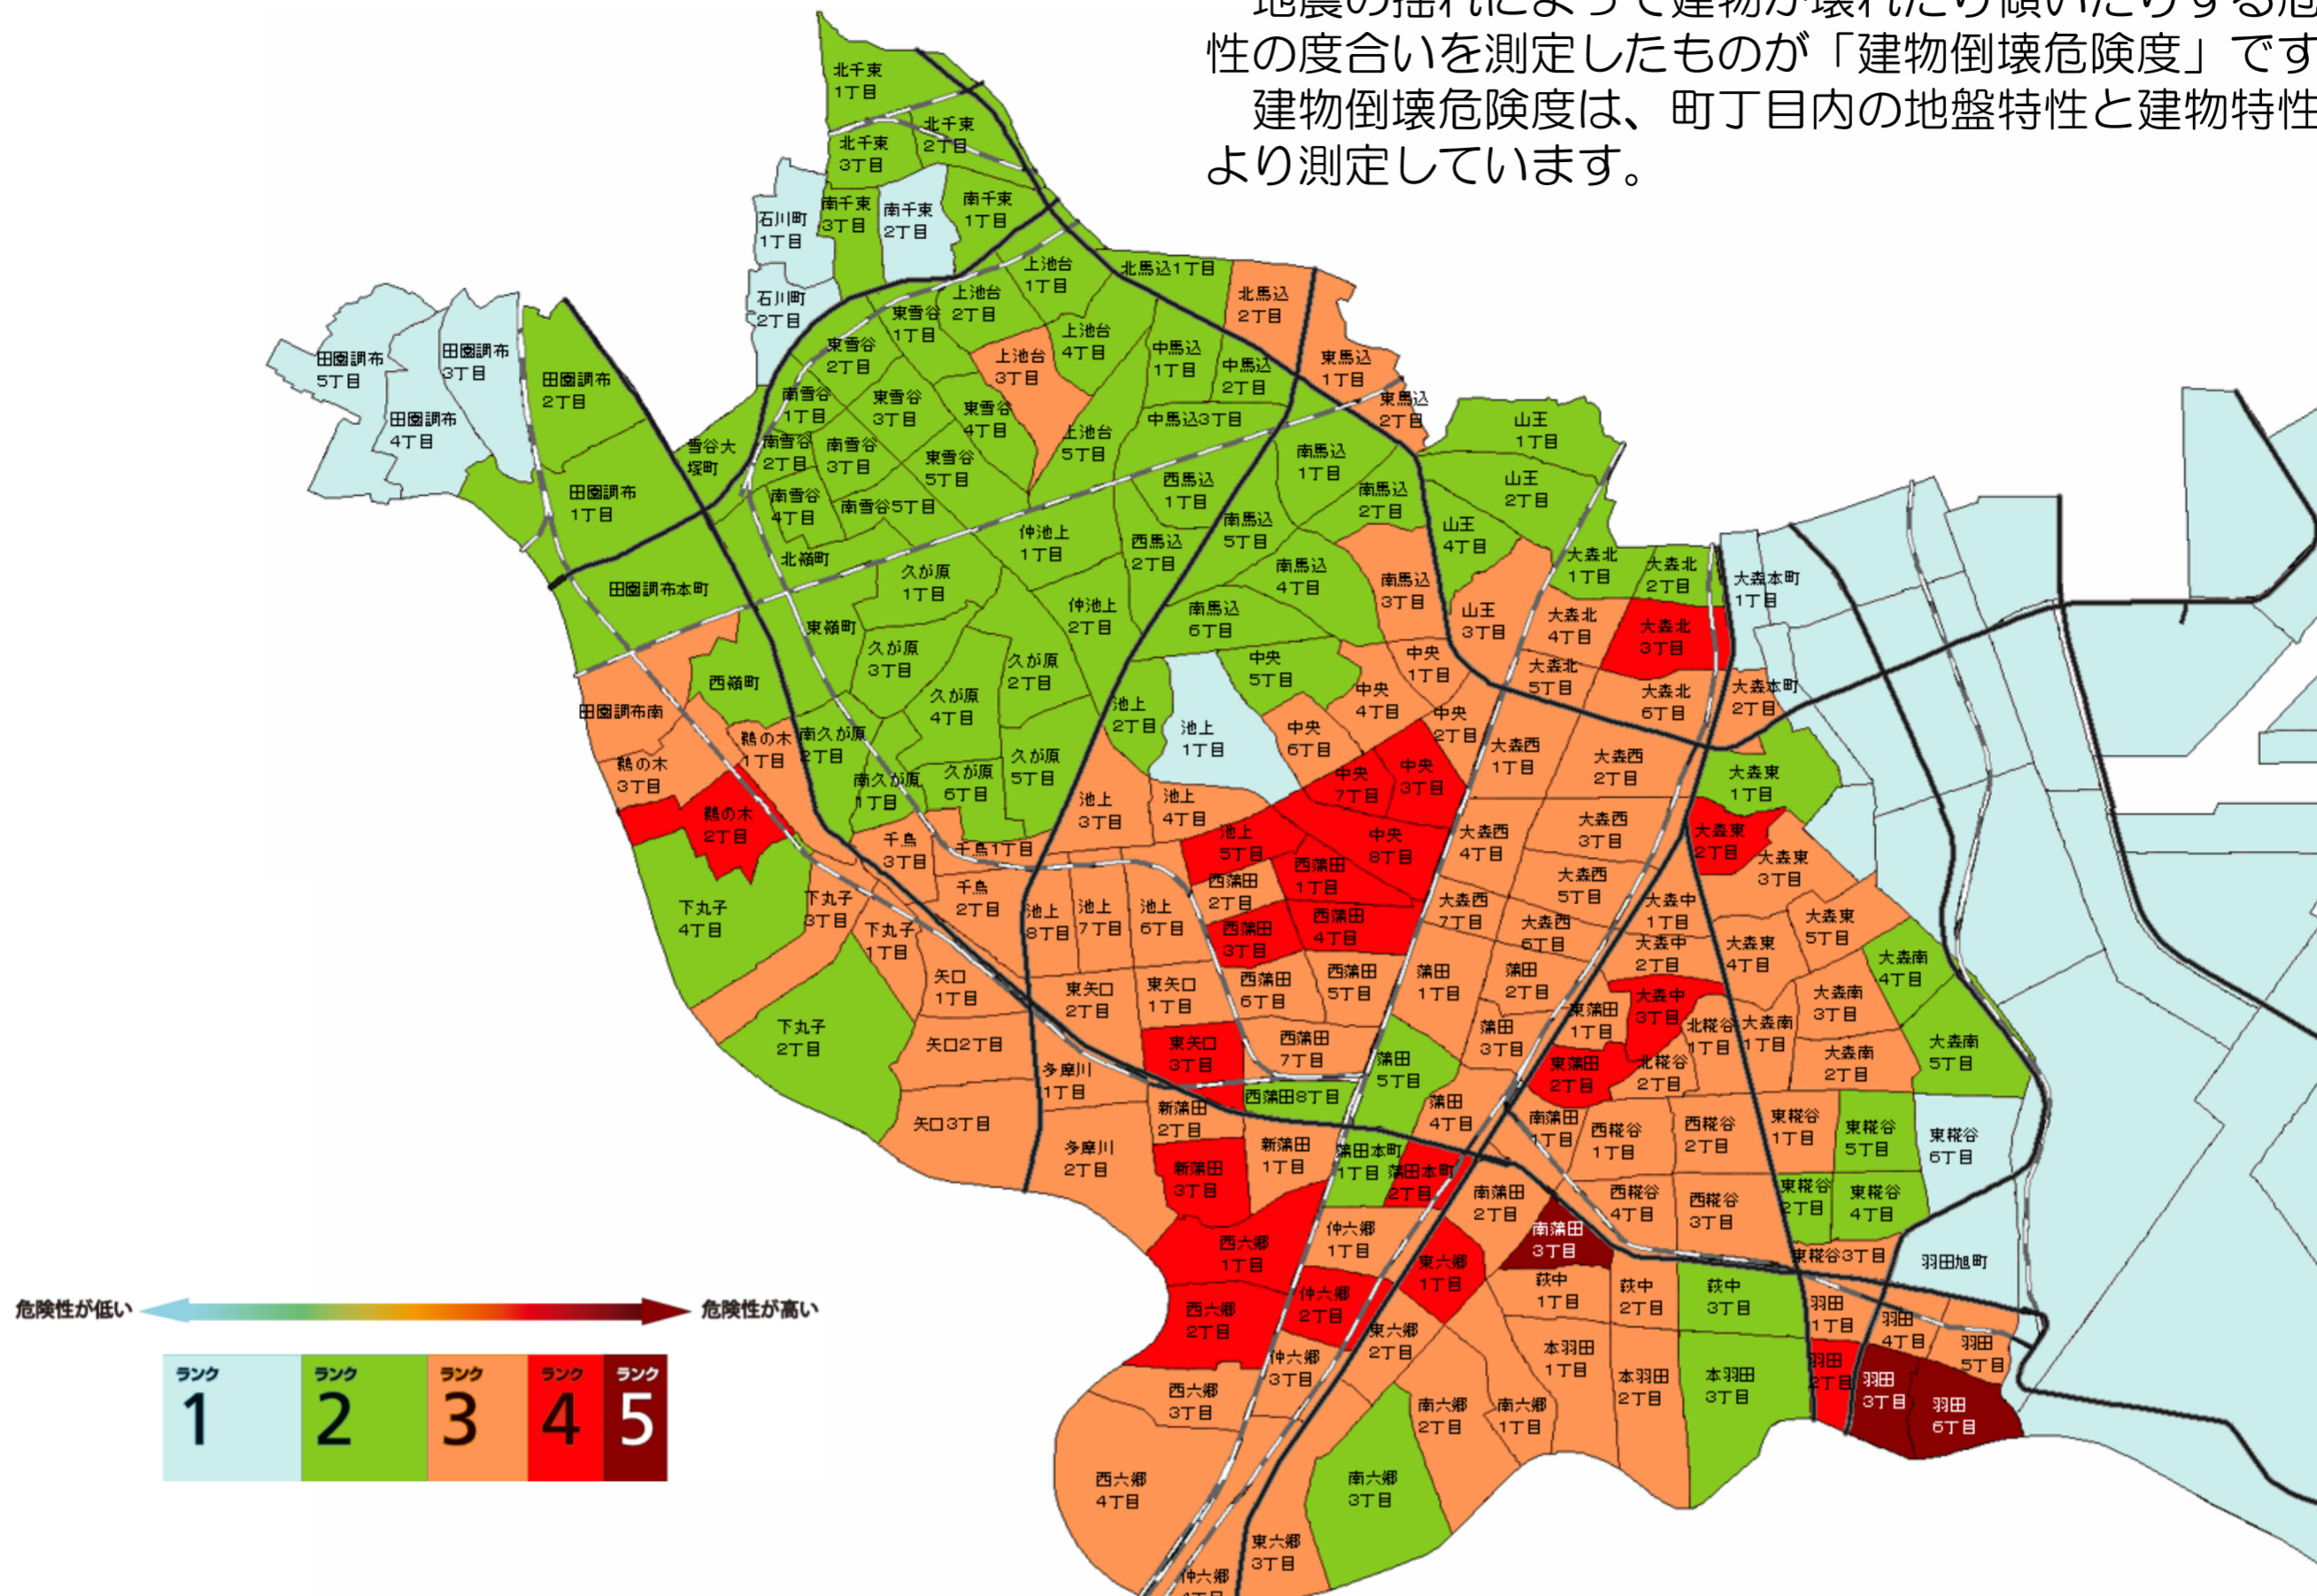 地震の揺れによって建物が壊れたり傾いたりする危
性の度合いを測定したものが「建物倒壊危険度」です
建物倒壊危険度は、町丁目内の地盤特性と建物特性
より測定しています。
北千束
1丁目
北千束
2丁目
北千束
3丁目
石川町
1丁目
南千束
3丁目
南千束
2丁目
南千束
1丁目
石川町
2丁目
上池台
1丁目
北馬込1丁目
上池台
2丁目
北馬込
2丁目
東雪谷
1丁目
上池台
4丁目
東雪谷
2丁目
上池台
3丁目
中馬込
1丁目
中馬込
2丁目
東馬込
1丁目
田園調布
5丁目
田園調布
3丁目
田園調布
2丁目
田園調布
4丁目
南雪谷
1丁目
東雪谷
3丁目
東雪谷
4丁目
中馬込3丁目
東馬込
2丁目
山王
1丁目
雪谷大
塚町
南雪谷
2丁目
南雪谷
3丁目
東雪谷
5丁目
上池台
5丁目
南馬込
1丁目
田園調布
1丁目
南雪谷
4丁目
南雪谷5丁目
西馬込
1丁目
南馬込
2丁目
山王
2丁目
北嶺町
仲池上
1丁目
西馬込
2丁目
南馬込
5丁目
山王
4丁目
大森北
1丁目
大森北
2丁目
大森本町
1丁目
田園調布本町
久が原
1丁目
南馬込
4丁目
南馬込
3丁目
東嶺町
仲池上
2丁目
南馬込
6丁目
山王
3丁目
大森北
4丁目
大森北
3丁目
久が原
3丁目
久が原
2丁目
中央
5丁目
中央
1丁目
大森北
5丁目
西嶺町
久が原
4丁目
池上
2丁目
中央
4丁目
大森北
6丁目
大森本町
2丁目
田園調布南
鵜の木
1丁目
南久が原
2丁目
池上
1丁目
中央
6丁目
中央
2丁目
大森西
1丁目
大森西
2丁目
鵜の木
3丁目
南久が原
1丁目
久が原
6丁目
久が原
5丁目
中央
7丁目
中央
3丁目
大森東
1丁目
鵜の木
2丁目
池上
3丁目
池上
4丁目
池上
5丁目
中央
8丁目
大森西
4丁目
大森西
3丁目
大森東
2丁目
千鳥
3丁目
千鳥1丁目
西蒲田
1丁目
大森東
3丁目
千鳥
2丁目
西蒲田
2丁目
大森西
5丁目
下丸子
4丁目
下丸子
3丁目
池上
8丁目
池上
7丁目
池上
6丁目
西蒲田
3丁目
西蒲田
4丁目
大森西
7丁目
大森西
6丁目
大森中
1丁目
大森東
5丁目
下丸子
1丁目
大森中
2丁目
大森東
4丁目
大森南
4丁目
矢口
1丁目
東矢口
2丁目
東矢口
1丁目
西蒲田
6丁目
西蒲田
5丁目
蒲田
1丁目
蒲田
2丁目
大森中
3丁目
大森南
3丁目
下丸子
2丁目
矢口2丁目
東矢口
3丁目
西蒲田
7丁目
蒲田
3丁目
東蒲田
1丁目
北糀谷
1丁目
大森南
1丁目
大森南
5丁目
多摩川
1丁目
蒲田
5丁目
東蒲田
2丁目
北糀谷
2丁目
大森南
2丁目
西蒲田8丁目
矢口3丁目
新蒲田
2丁目
蒲田
4丁目
南蒲田
1丁目
西糀谷
1丁目
西糀谷
2丁目
東糀谷
1丁目
東糀谷
5丁目
東糀谷
6丁目
多摩川
2丁目
新蒲田
3丁目
新蒲田
1丁目
蒲田本町
1丁目
蒲田本町
2丁目
南蒲田
2丁目
西糀谷
4丁目
西糀谷
3丁目
東糀谷
2丁目
東糀谷
4丁目
西六郷
1丁目
仲六郷
1丁目
南蒲田
3丁目
東糀谷3丁目
羽田旭町
東六郷
1丁目
萩中
1丁目
萩中
2丁目
萩中
3丁目
西六郷
2丁目
仲六郷
2丁目
羽田
1丁目
羽田
4丁目
羽田
5丁目
東六郷
2丁目
本羽田
1丁目
仲六郷
3丁目
本羽田
2丁目
本羽田
3丁目
羽田
2丁目
羽田
3丁目
羽田
6丁目
西六郷
3丁目
南六郷
2丁目
南六郷
1丁目
西六郷
4丁目
南六郷
3丁目
東六郷
3丁目
仲六郷
危険性が低い
危険性が高い
ランク
1
ランク
2
ランク
3
ランク
4
ランク
5